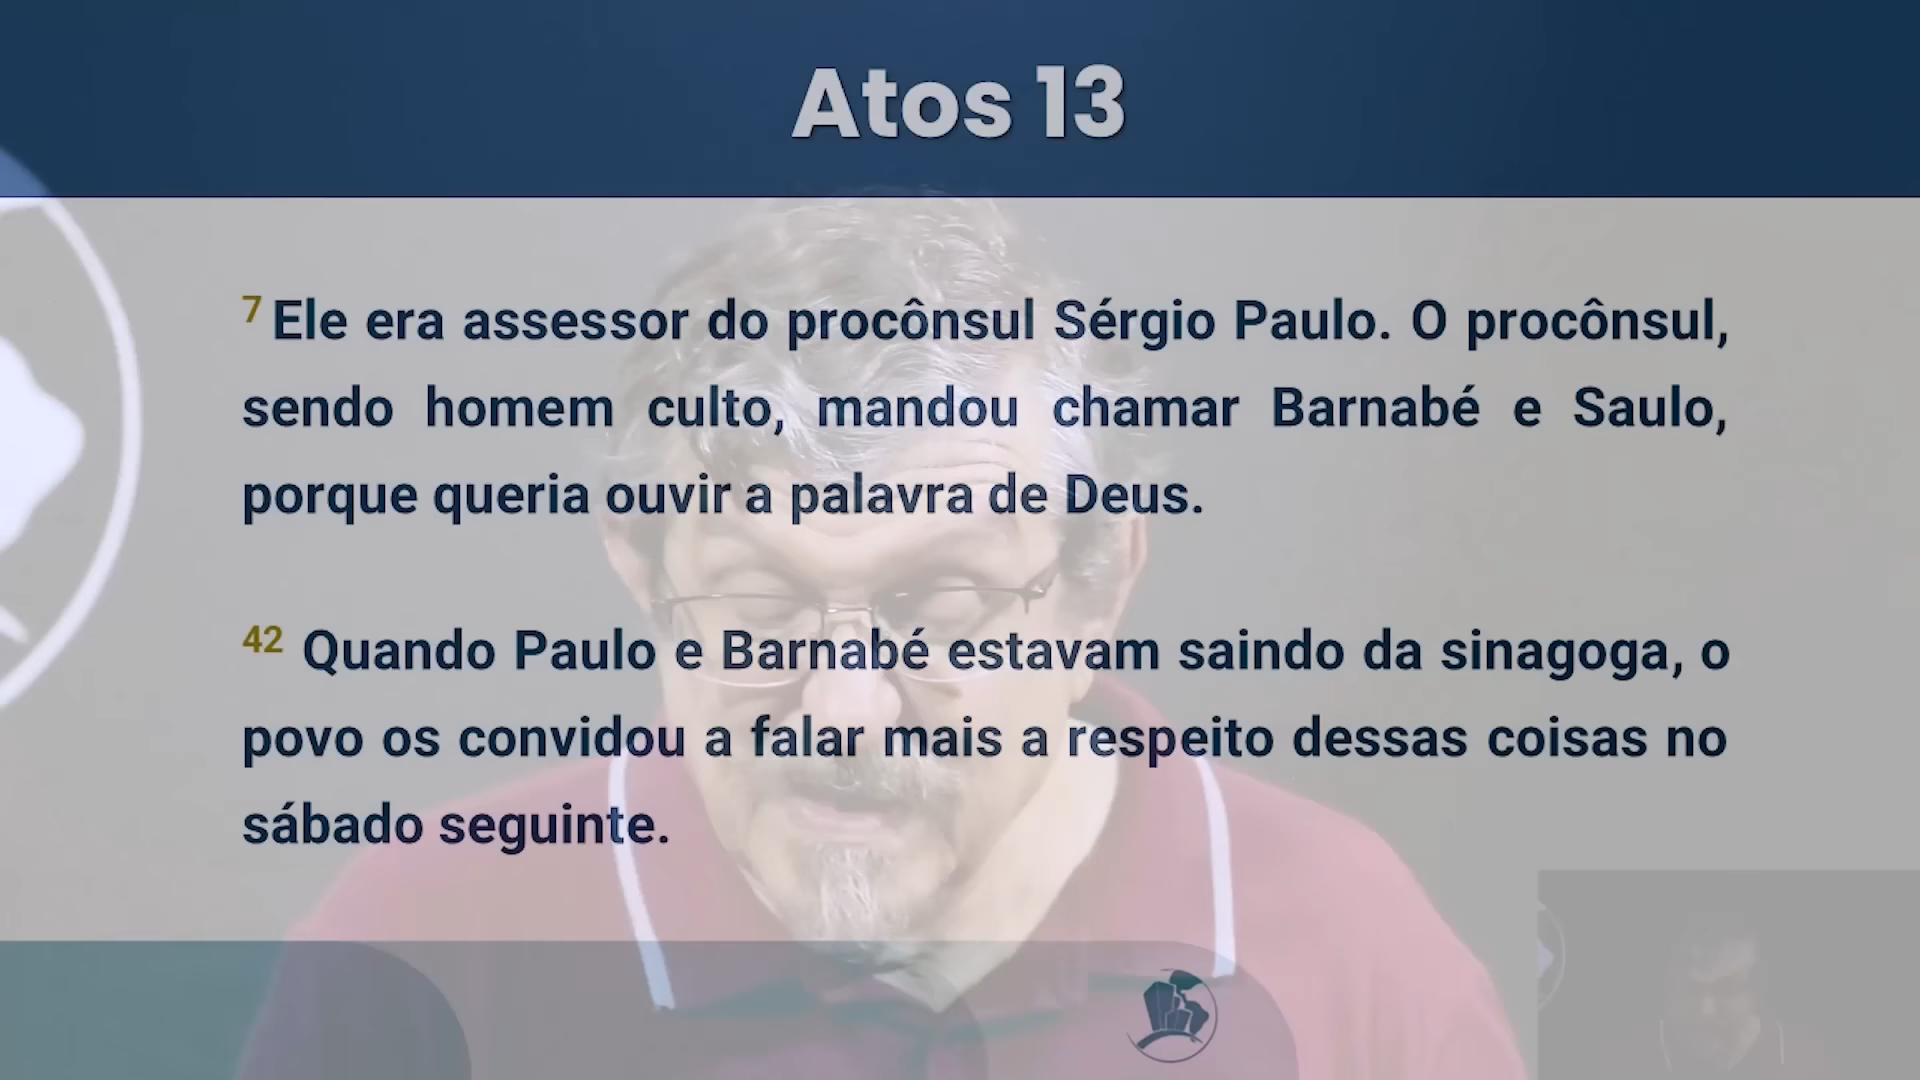 Atos 13
7 Ele era assessor do procônsul Sérgio Paulo. O procônsul,
sendo homem culto, mandou chamar Barnabé e Saulo,
porque queria ouvir a palavra de Deus.
42 Quando Paulo e Barnabé estavam saindo da sinagoga, o
povo os convidou a falar mais a respeito dessas coisas no
sábado seguinte.